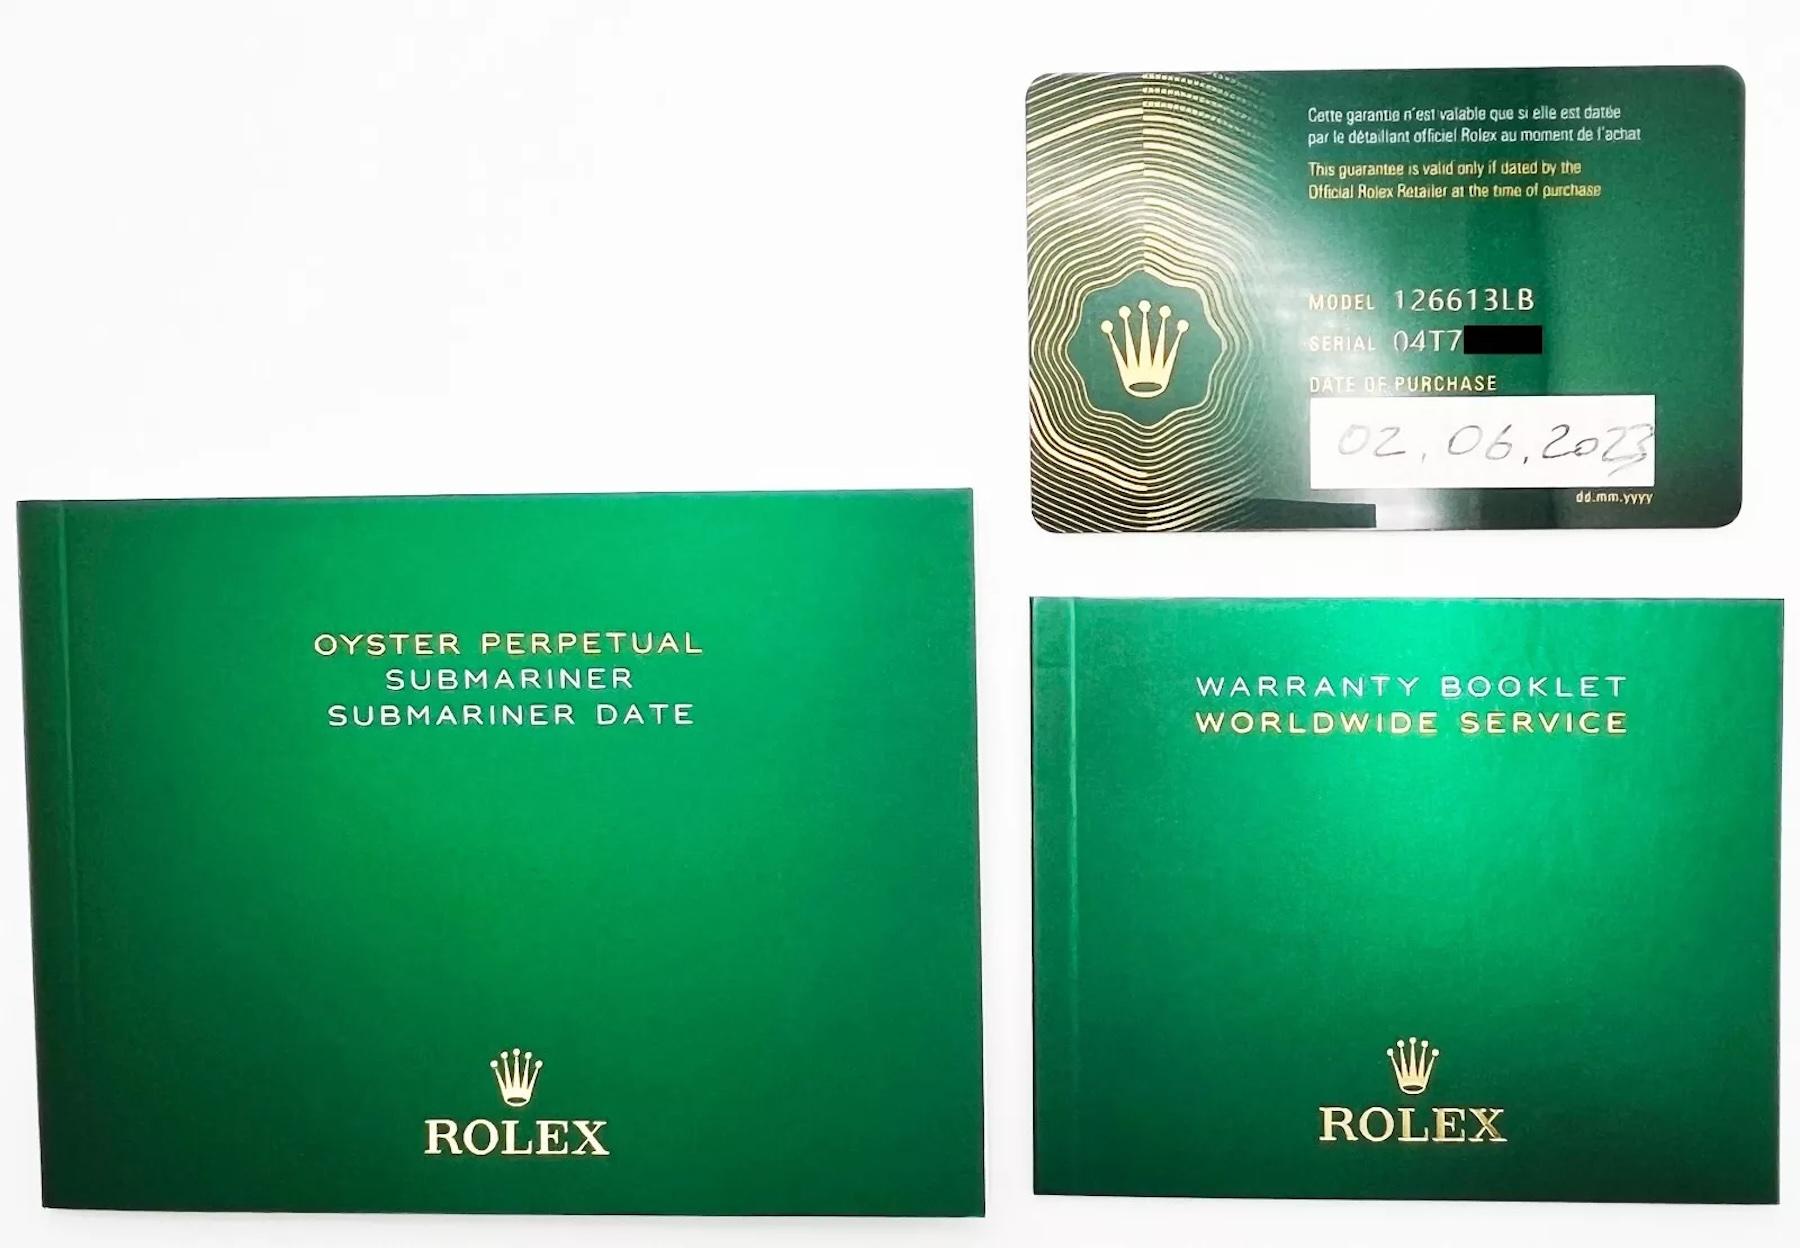 Cette garantie n'est valable que si elle est datée
par le détaillant officiel Rolex au moment de l'achat
This guarantee is valid only if dated by the
Official Rolex Retailer at the time of purchase
MODEL 126613LB
SERIAL 04T7
DATE OF PURCHASE
02.06.2023
dd.mm.yyyy
OYSTER PERPETUAL
SUBMARINER
SUBMARINER DATE
ROLEX
WARRANTY BOOKLET
WORLDWIDE SERVICE
ROLEX